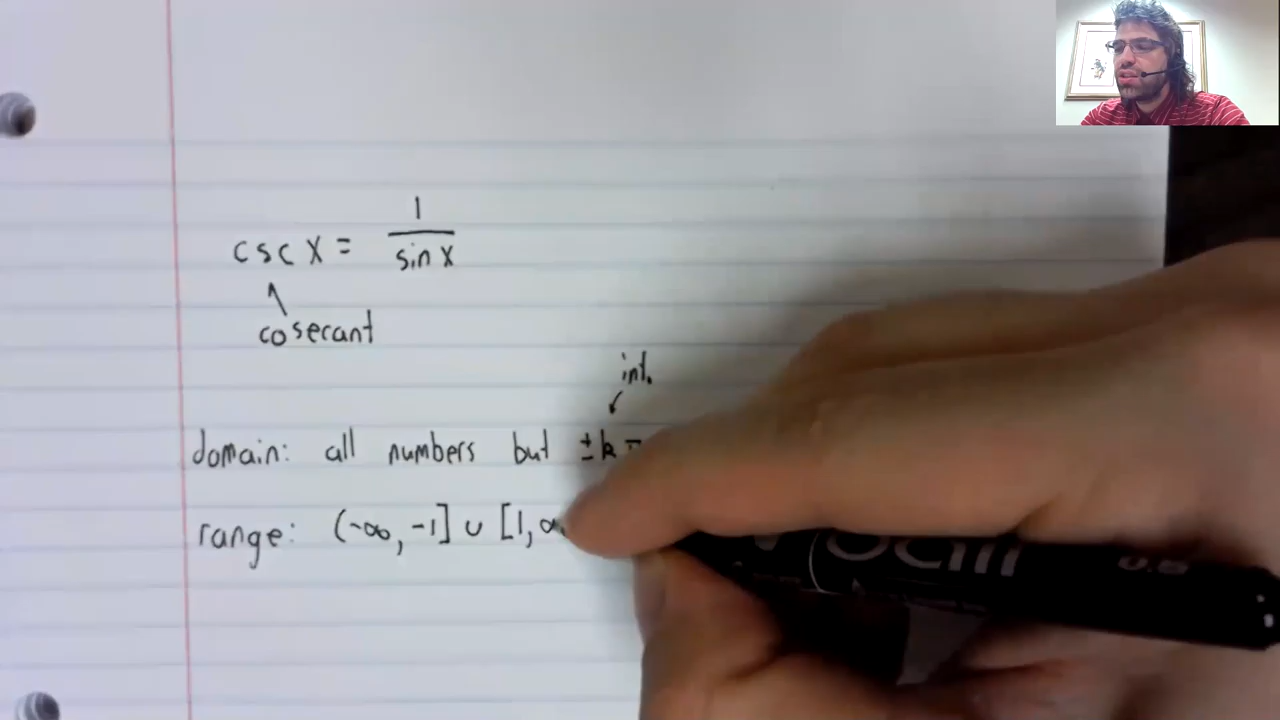 csc x = 1/sin x
cosecant
int.
domain: all numbers but ±k
range: (-∞, -1] ∪ [1, ∞